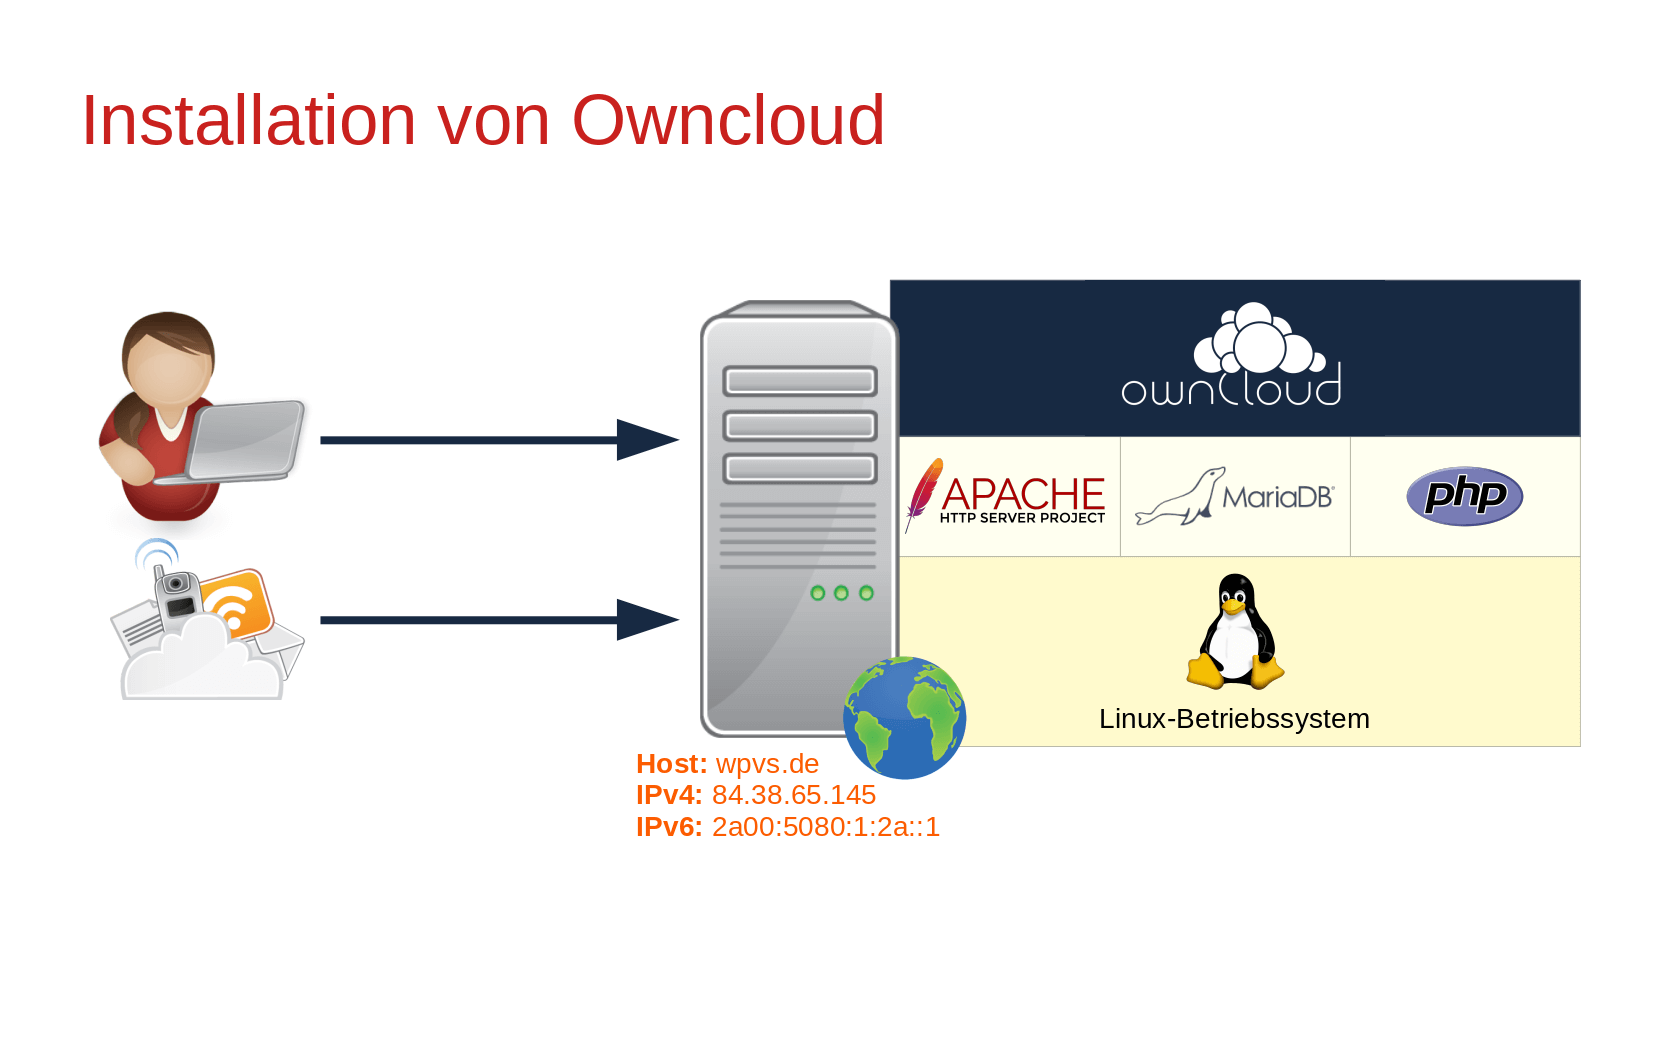 Installation von Owncloud
ownCloud
APACHE
HTTP SERVER PROJECT
MariaDB
php
Linux-Betriebssystem
Host: wpvs.de
IPv4: 84.38.65.145
IPv6: 2a00:5080:1:2a::1